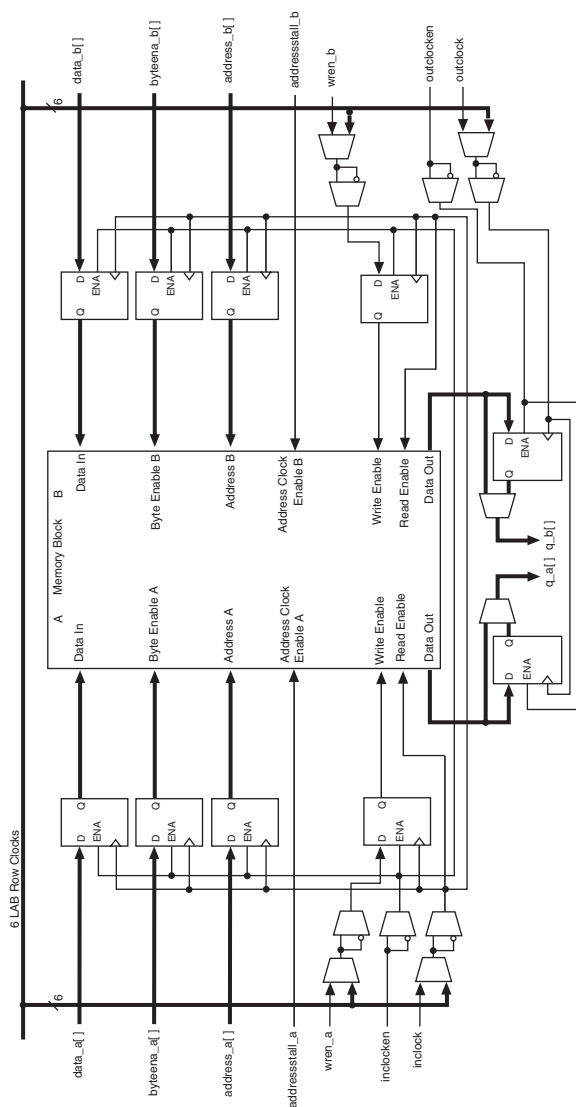 6 LAB Row Clocks
6
data_a[ ]
byteena_a[ ]
address_a[ ]
addressstall_a
wren_a
inclocken
inclock
D
Q
ENA
D
Q
ENA
D
Q
ENA
D
Q
ENA
A
Memory Block
B
Data In
Byte Enable A
Address A
Address Clock
Enable A
Write Enable
Read Enable
Data Out
Data In
Byte Enable B
Address B
Address Clock
Enable B
Write Enable
Read Enable
Data Out
Q
D
ENA
Q
D
ENA
Q
D
ENA
Q
D
ENA
6
data_b[ ]
byteena_b[ ]
address_b[ ]
addressstall_b
wren_b
outclocken
outclock
D
Q
ENA
q_a[ ]
q_b[ ]
Q
D
ENA